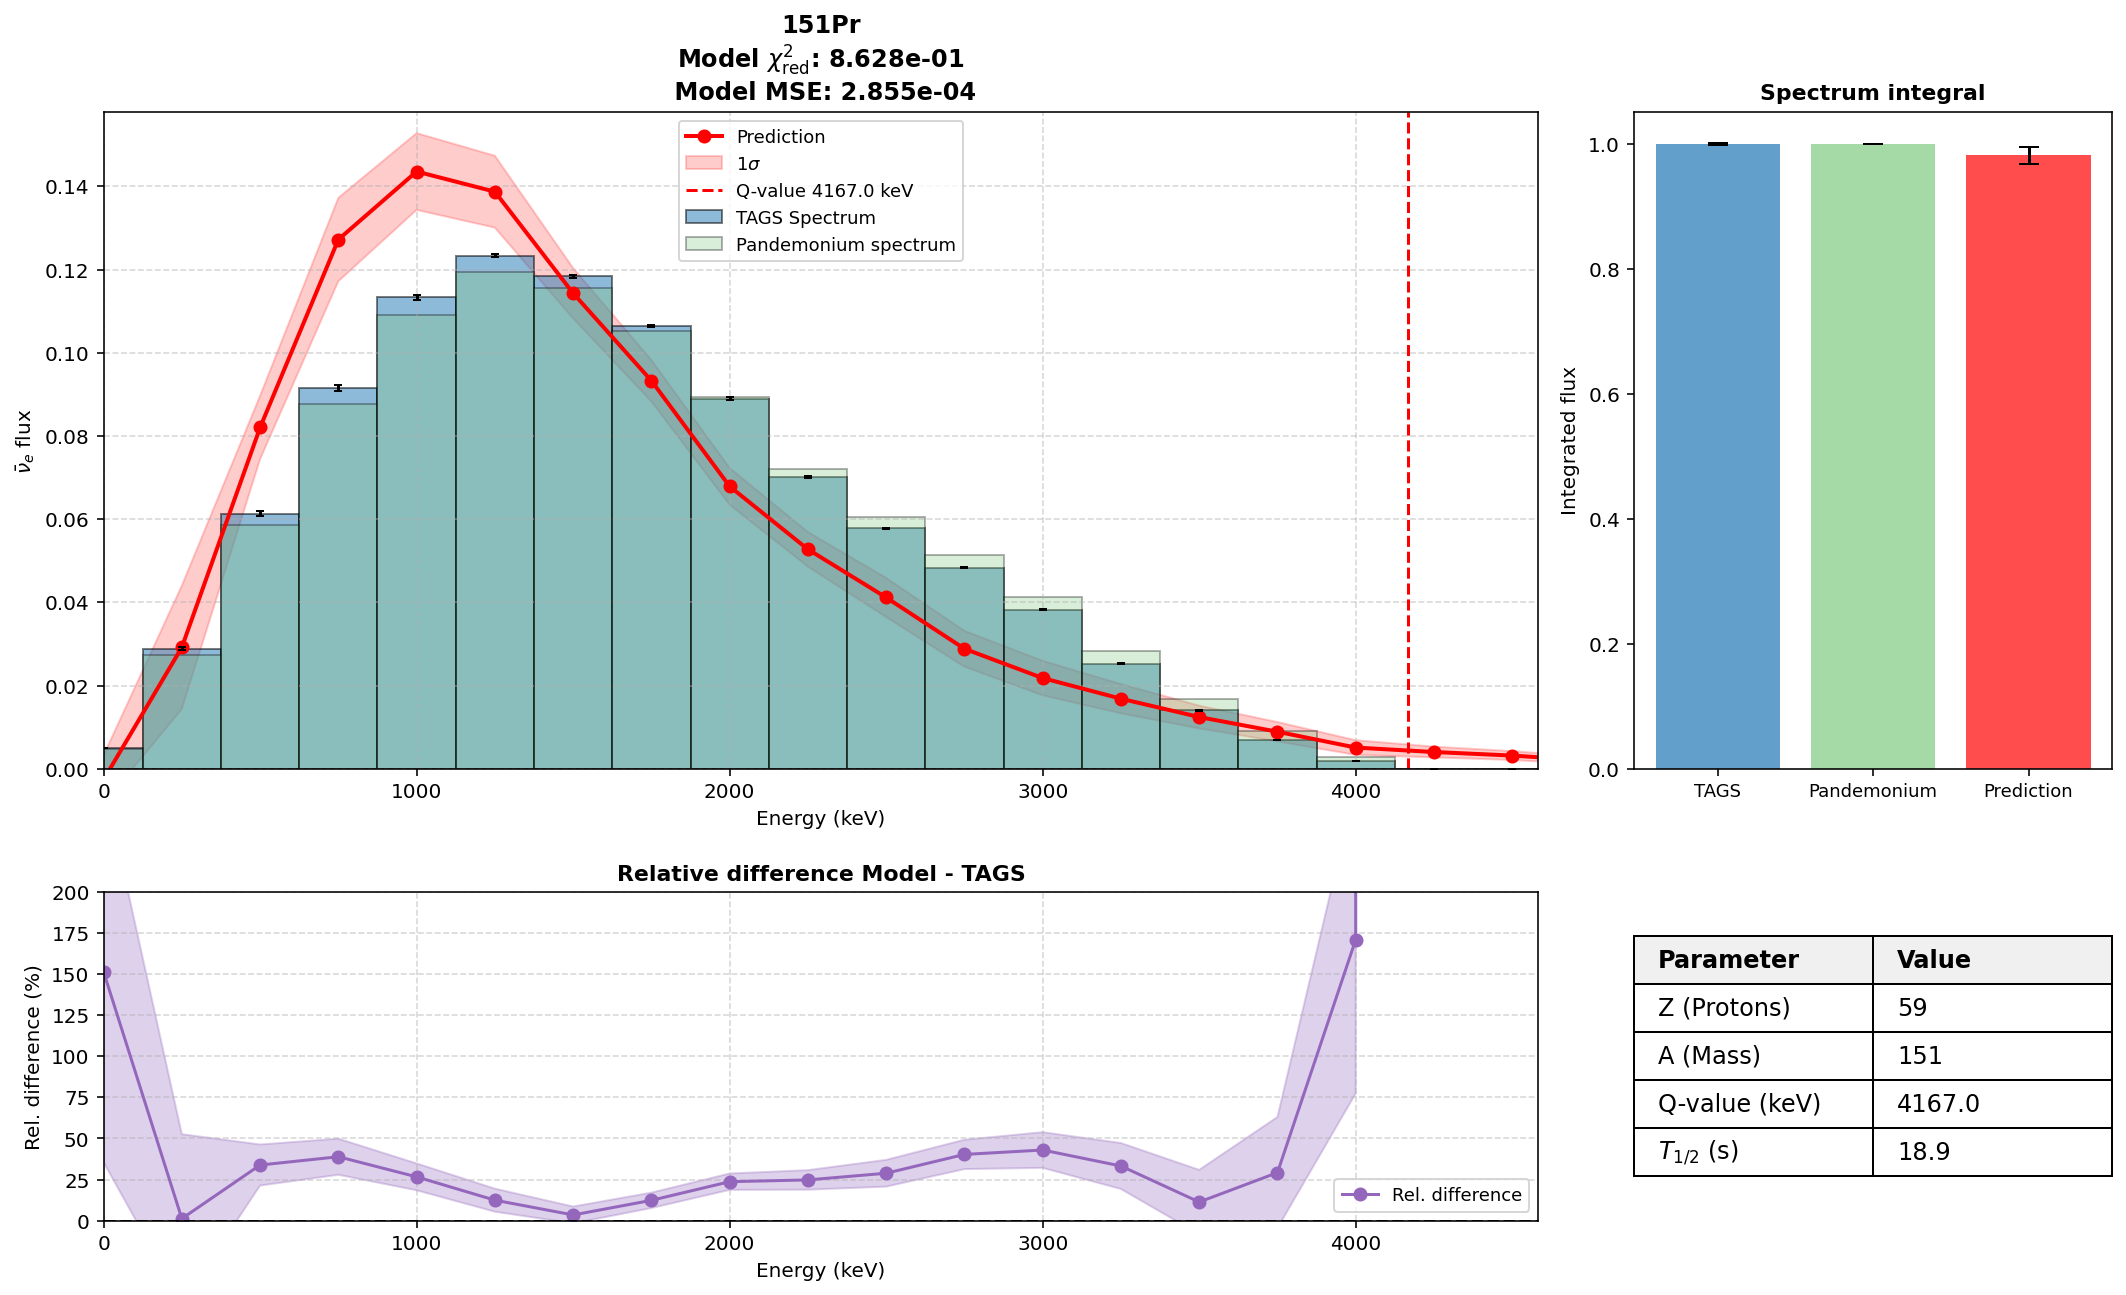 151Pr
Model χ²red: 8.628e-01
Model MSE: 2.855e-04
Prediction
1σ
Q-value 4167.0 keV
TAGS Spectrum
Pandemonium spectrum
ν̄e flux
0.14
0.12
0.10
0.08
0.06
0.04
0.02
0.00
0 1000 2000 3000 4000
Energy (keV)
Spectrum integral
Integrated flux
1.0
0.8
0.6
0.4
0.2
0.0
TAGS Pandemonium Prediction
Relative difference Model - TAGS
Rel. difference (%)
200
175
150
125
100
75
50
25
0
Rel. difference
0 1000 2000 3000 4000
Energy (keV)
Parameter Value
Z (Protons) 59
A (Mass) 151
Q-value (keV) 4167.0
T1/2 (s) 18.9